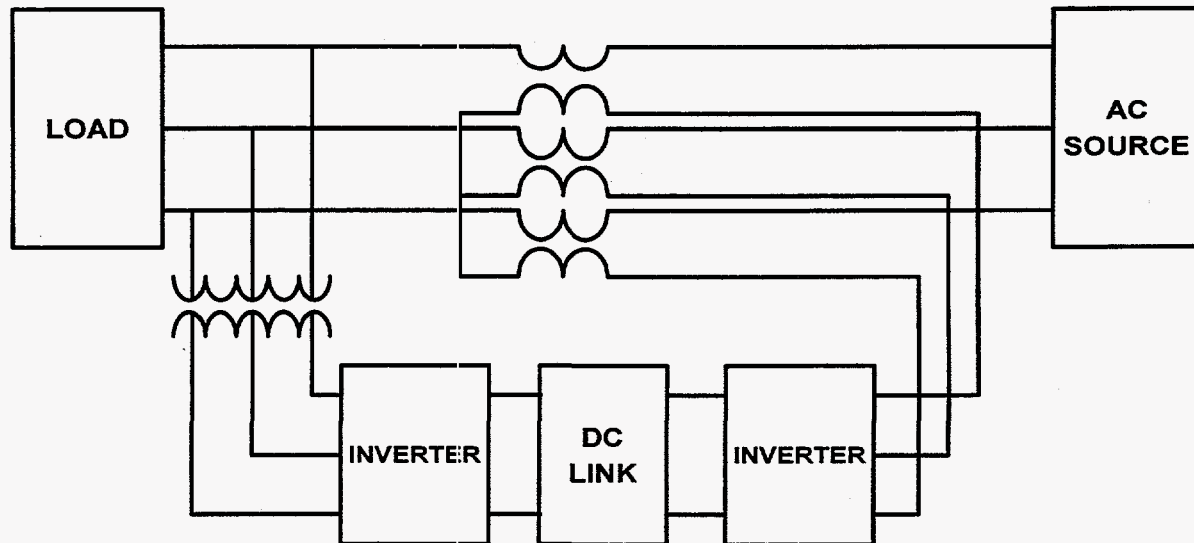 LOAD
AC
SOURCE
INVERTER
DC
LINK
INVERTER